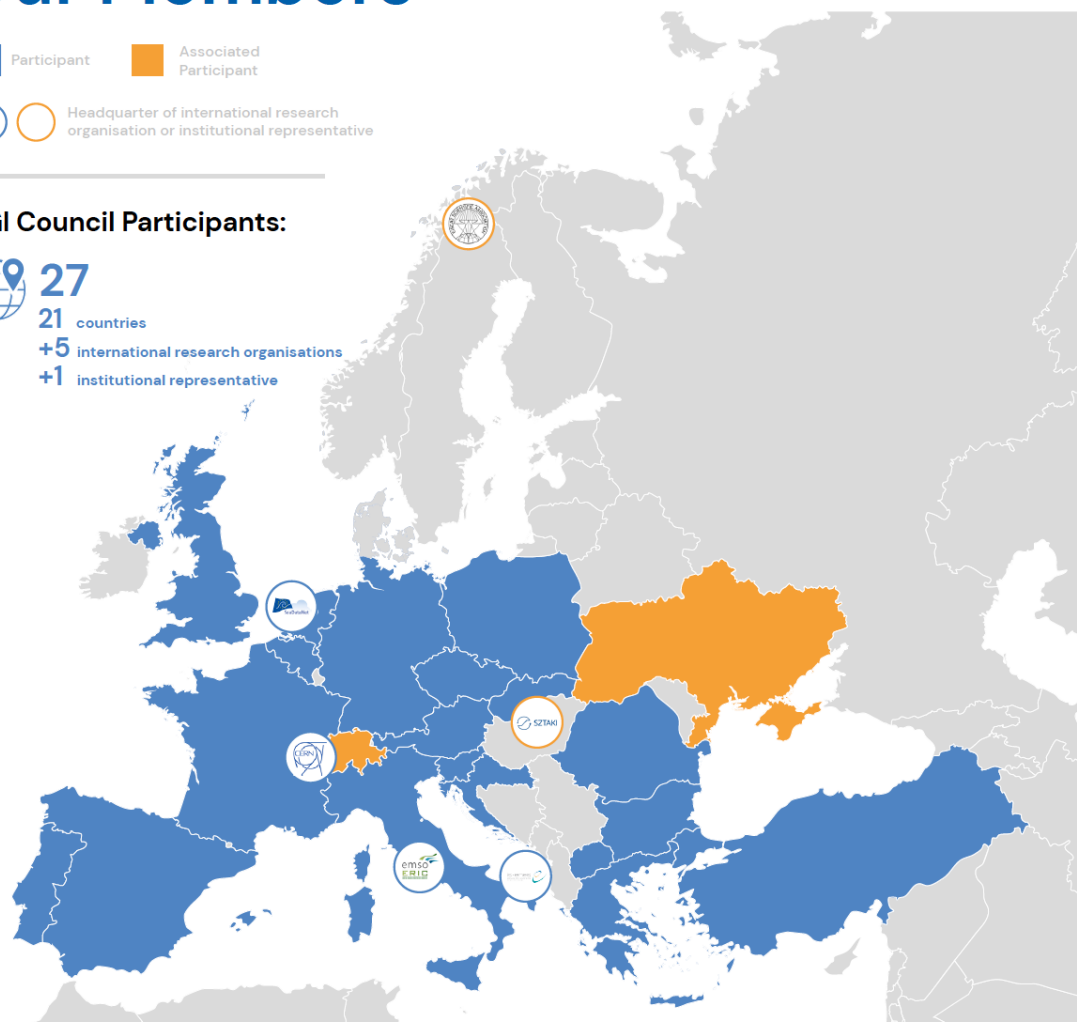 Participant
Associated
Participant
Headquarter of international research
organisation or institutional representative
Council Participants:
27
21 countries
+5 international research organisations
+1 institutional representative
SeaDataNet
SZTAKI
CERN
emso
ERIC